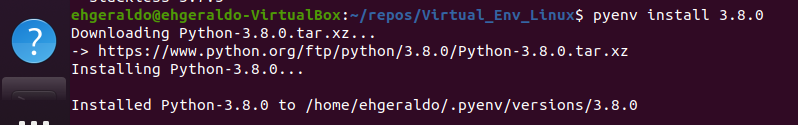 ehgeraldo@ehgeraldo-VirtualBox:~/repos/Virtual_Env_Linux$ pyenv install 3.8.0
Downloading Python-3.8.0.tar.xz...
-> https://www.python.org/ftp/python/3.8.0/Python-3.8.0.tar.xz
Installing Python-3.8.0...
Installed Python-3.8.0 to /home/ehgeraldo/.pyenv/versions/3.8.0